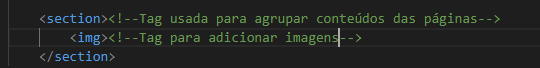 <section><!--Tag usada para agrupar conteúdos das páginas-->
<img><!--Tag para adicionar imagens-->
</section>